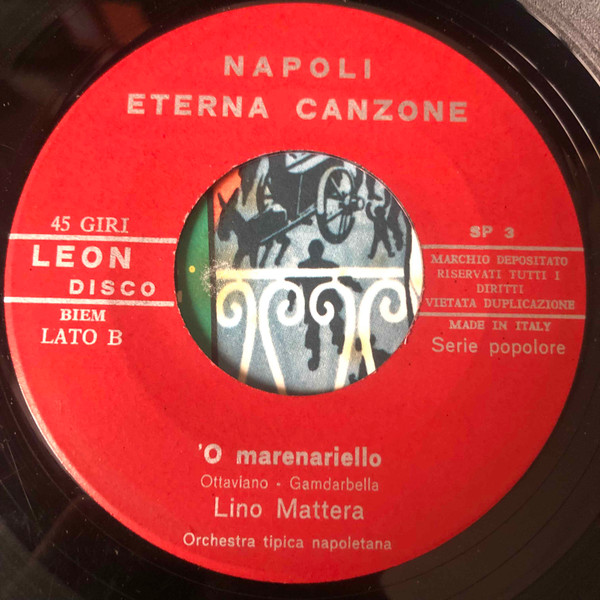 NAPOLI
ETERNA CANZONE
45 GIRI
LEON
DISCO
BIEM
LATO B
SP 3
MARCHIO DEPOSITATO
RISERVATI TUTTI I
DIRITTI
VIETATA DUPLICAZIONE
MADE IN ITALY
Serie popolore
'O marenariello
Ottaviano - Gamdarbella
Lino Mattera
Orchestra tipica napoletana